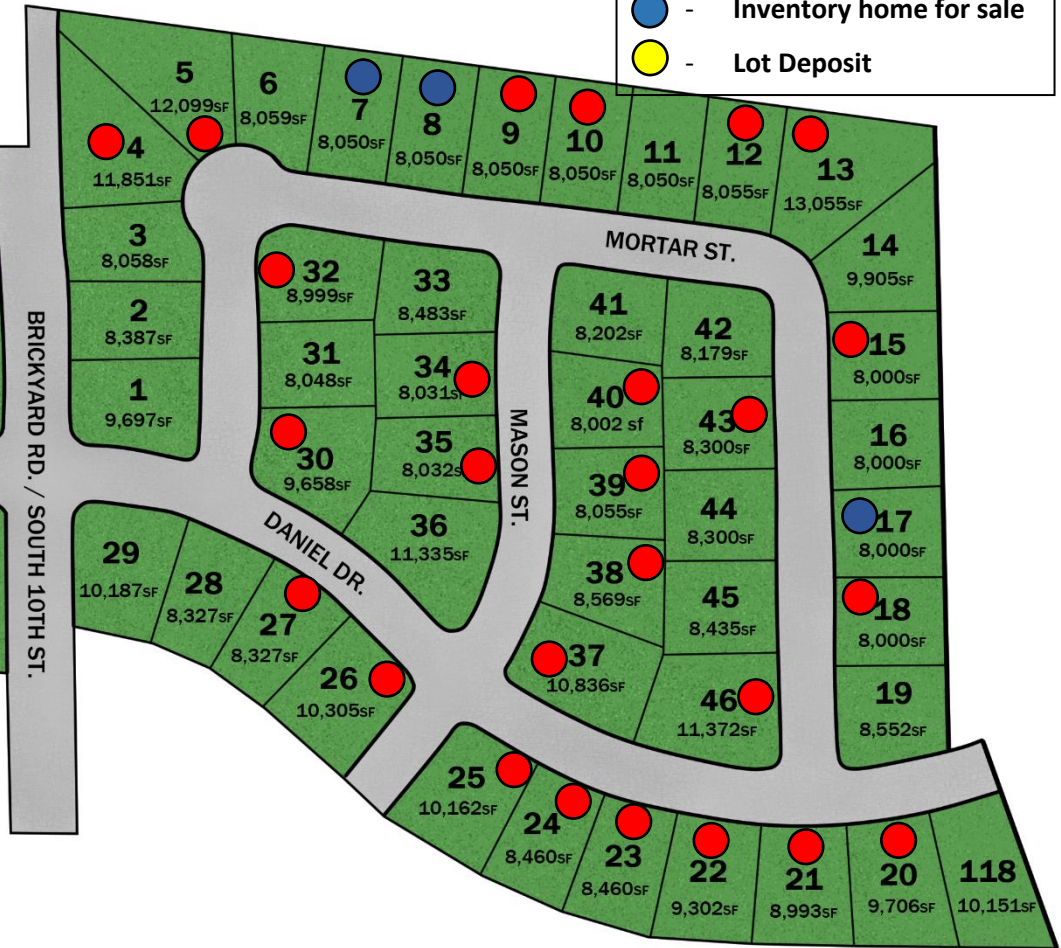 - Inventory home for sale
- Lot Deposit
5
12,099SF
6
8,059SF
7
8,050SF
8
8,050SF
9
8,050SF
10
8,050SF
11
8,050SF
12
8,055SF
13
13,055SF
4
11,851SF
3
8,058SF
2
8,387SF
1
9,697SF
14
9,905SF
15
8,000SF
16
8,000SF
17
8,000SF
18
8,000SF
19
8,552SF
MORTAR ST.
32
8,999SF
33
8,483SF
31
8,048SF
34
8,031SF
30
9,658SF
35
8,032S
36
11,335SF
41
8,202SF
42
8,179SF
40
8,002 sf
43
8,300SF
39
8,055SF
44
8,300SF
38
8,569SF
45
8,435SF
37
10,836SF
46
11,372SF
BRICKYARD RD. / SOUTH 10TH ST.
MASON ST.
DANIEL DR.
29
10,187SF
28
8,327SF
27
8,327SF
26
10,305SF
25
10,162SF
24
8,460SF
23
8,460SF
22
9,302SF
21
8,993SF
20
9,706SF
118
10,151SF